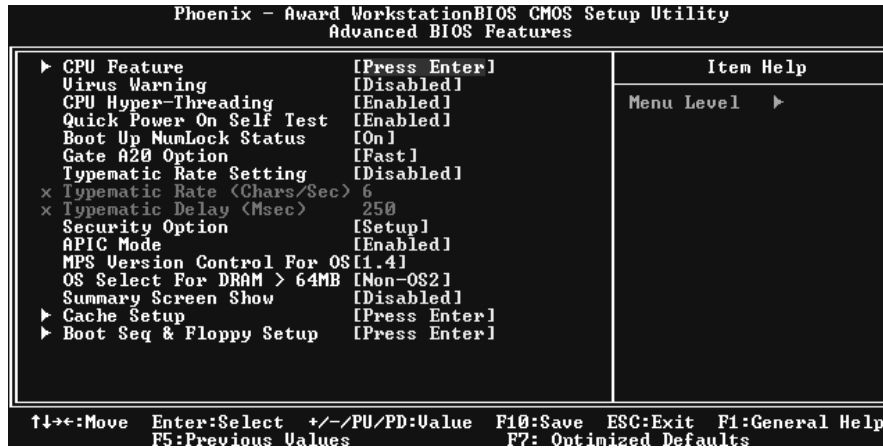 Phoenix - Award WorkstationBIOS CMOS Setup Utility
Advanced BIOS Features
▶ CPU Feature [Press Enter]
Virus Warning [Disabled]
CPU Hyper-Threading [Enabled]
Quick Power On Self Test [Enabled]
Boot Up NumLock Status [On]
Gate A20 Option [Fast]
Typematic Rate Setting [Disabled]
x Typematic Rate (Chars/Sec) 6
x Typematic Delay (Msec) 250
Security Option [Setup]
APIC Mode [Enabled]
MPS Version Control For OS[1.4]
OS Select For DRAM > 64MB [Non-OS2]
Summary Screen Show [Disabled]
▶ Cache Setup [Press Enter]
▶ Boot Seq & Floppy Setup [Press Enter]
Item Help
Menu Level ▶
↑↓→←:Move Enter:Select +/-/PU/PD:Value F10:Save ESC:Exit F1:General Help
F5:Previous Values F7: Optimized Defaults